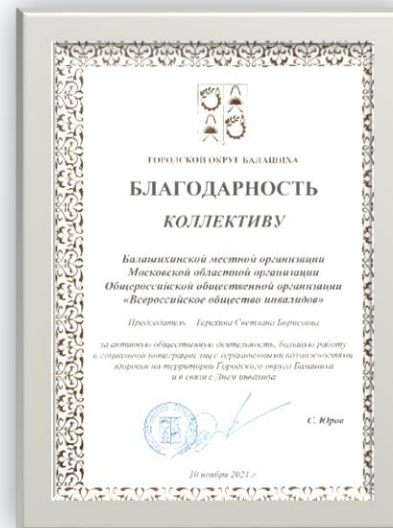 ГОРОДСКОЙ ОКРУГ БАЛАШИХА
БЛАГОДАРНОСТЬ
КОЛЛЕКТИВУ
Балашихинской местной организации
Московской областной организации
Общероссийской общественной организации
«Всероссийское общество инвалидов»
Председатель Светлана Борисовна
за активную общественную деятельность, большую работу
в социальной интеграции лиц с ограниченными возможностями
здоровья на территории Городского округа Балашиха
и в связи с Днем инвалида
С. Юров
30 ноября 2021 г.